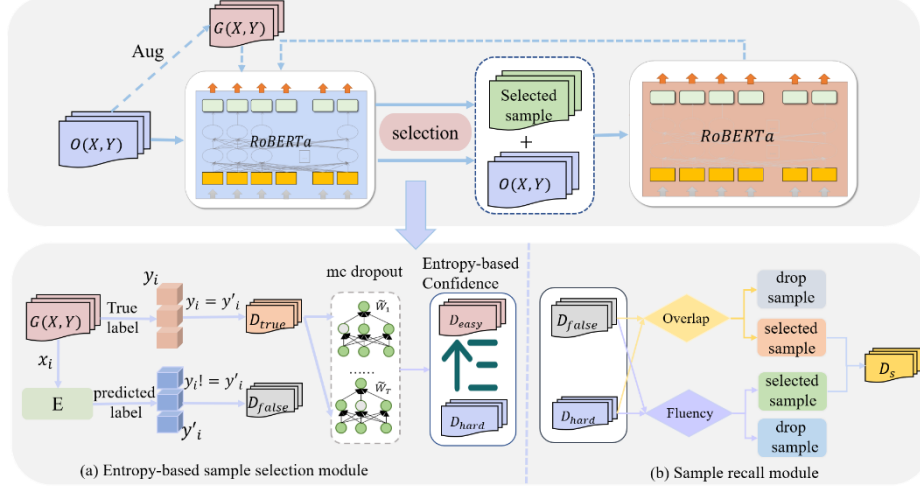 G(X,Y)
Aug
O(X,Y)
RoBERTa
selection
Selected
sample
+
O(X,Y)
RoBERTa
G(X,Y)
True
label
y_i
y_i = y'_i
D_true
x_i
E
predicted
label
y_i! = y'_i
y'_i
D_false
mc dropout
W̃_1
......
W̃_T
Entropy-based
Confidence
D_easy
D_hard
(a) Entropy-based sample selection module
D_false
D_hard
Overlap
Fluency
drop
sample
selected
sample
selected
sample
drop
sample
D_s
(b) Sample recall module